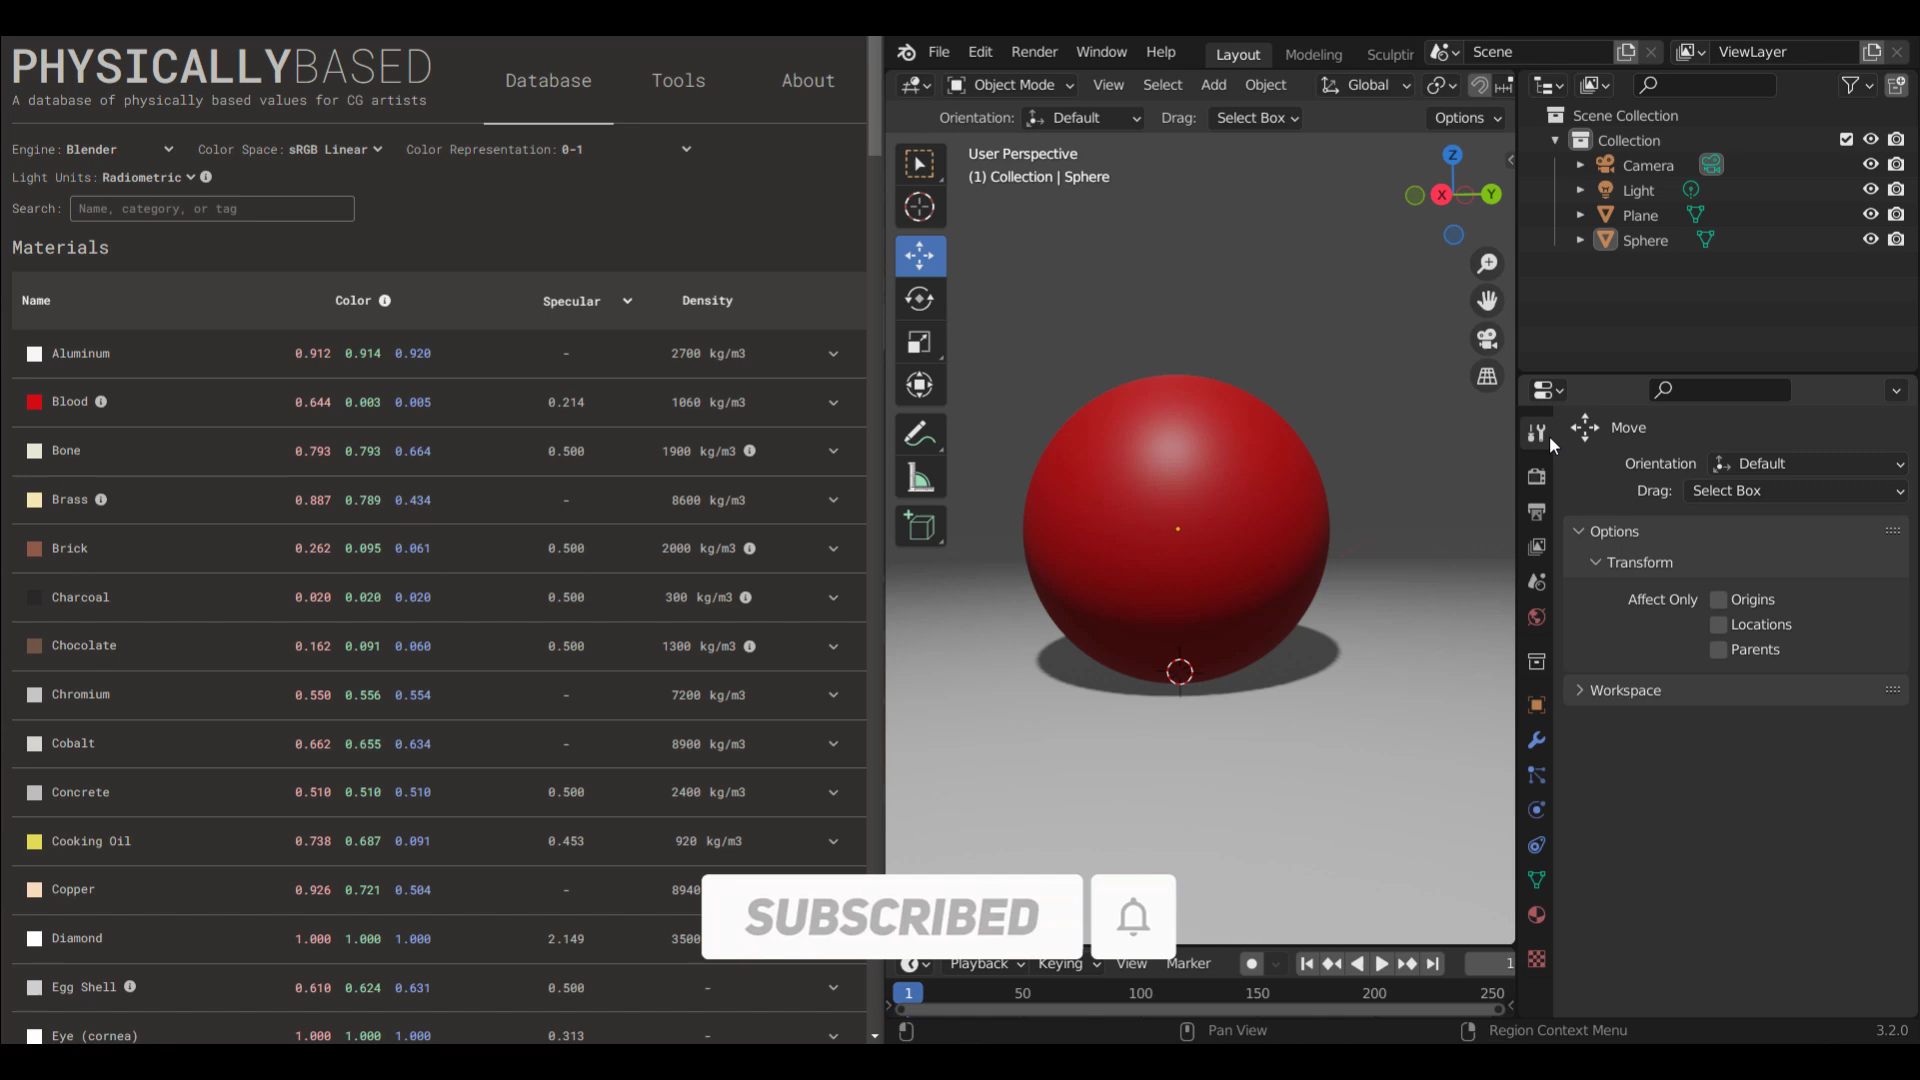 PHYSICALLYBASED
A database of physically based values for CG artists
Database Tools About
Engine: Blender Color Space: sRGB Linear Color Representation: 0-1
Light Units: Radiometric
Search: Name, category, or tag
Materials
Name Color Specular Density
Aluminum 0.912 0.914 0.920 - 2700 kg/m3
Blood 0.644 0.003 0.005 0.214 1060 kg/m3
Bone 0.793 0.793 0.664 0.500 1900 kg/m3
Brass 0.887 0.789 0.434 - 8600 kg/m3
Brick 0.262 0.095 0.061 0.500 2000 kg/m3
Charcoal 0.020 0.020 0.020 0.500 300 kg/m3
Chocolate 0.162 0.091 0.060 0.500 1300 kg/m3
Chromium 0.550 0.556 0.554 - 7200 kg/m3
Cobalt 0.662 0.655 0.634 - 8900 kg/m3
Concrete 0.510 0.510 0.510 0.500 2400 kg/m3
Cooking Oil 0.738 0.687 0.091 0.453 920 kg/m3
Copper 0.926 0.721 0.504 - 8940
Diamond 1.000 1.000 1.000 2.149 3500
Egg Shell 0.610 0.624 0.631 0.500 -
Eye (cornea) 1.000 1.000 1.000 0.313 -
File Edit Render Window Help Layout Modeling Sculptin Scene ViewLayer
Object Mode View Select Add Object Global
Orientation: Default Drag: Select Box Options
User Perspective
(1) Collection | Sphere
Z
X
Y
SUBSCRIBED
Playback Keying View Marker 1
1 50 100 150 200 250
Pan View Region Context Menu 3.2.0
Scene Collection
Collection
Camera
Light
Plane
Sphere
Move
Orientation Default
Drag: Select Box
Options
Transform
Affect Only Origins
Locations
Parents
Workspace